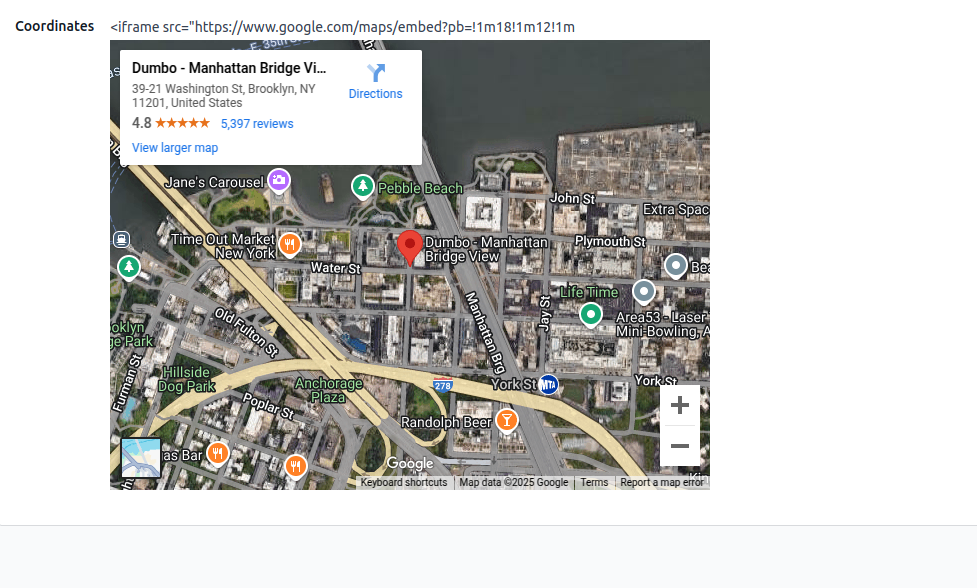 Coordinates
<iframe src="https://www.google.com/maps/embed?pb=!1m18!1m12!1m
E. 35th
Dumbo - Manhattan Bridge Vi...
Directions
39-21 Washington St, Brooklyn, NY
11201, United States
4.8
5,397 reviews
View larger map
Jane's Carousel
Pebble Beach
John St
Extra Spac
Time Out Market
New York
Dumbo - Manhattan
Bridge View
Plymouth St
Water St
Bea
Life Time
Jay St
Manhattan Brg
Area53 - Laser
Mini-Bowling, A
Old Fulton St
oklyn
ge Park
Furman St
Hillside
Dog Park
Anchorage
Plaza
278
York St
MTA
York St
Poplar St
Randolph Beer
as Bar
Google
Keyboard shortcuts
Map data ©2025 Google
Terms
Report a map error